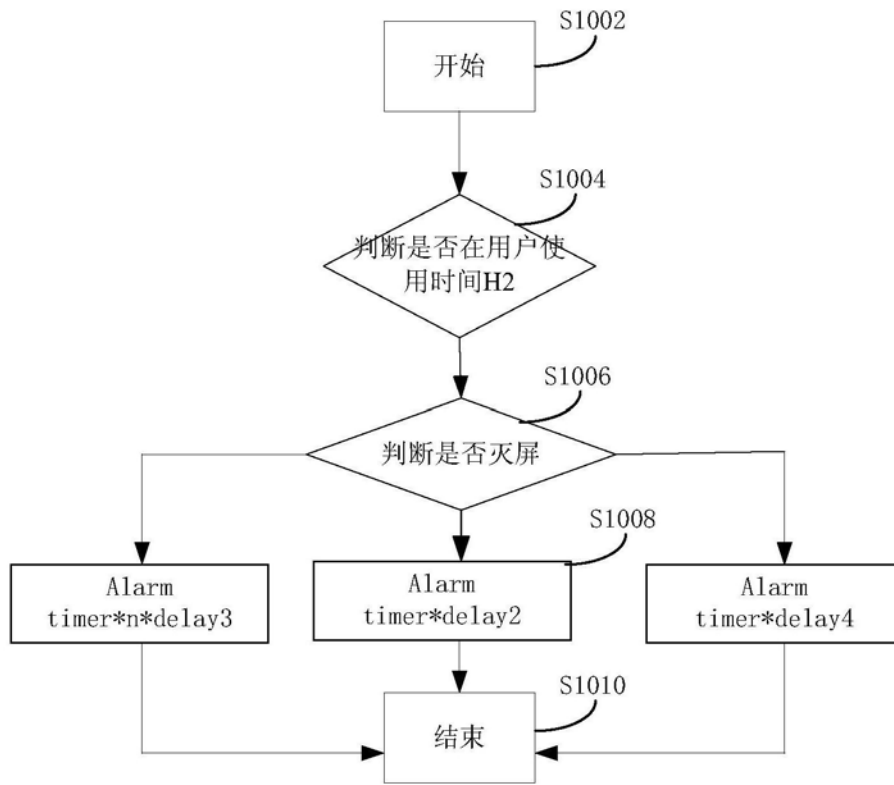 S1002
开始
S1004
判断是否在用户使
用时间H2
S1006
判断是否灭屏
S1008
Alarm
timer*n*delay3
Alarm
timer*delay2
Alarm
timer*delay4
S1010
结束